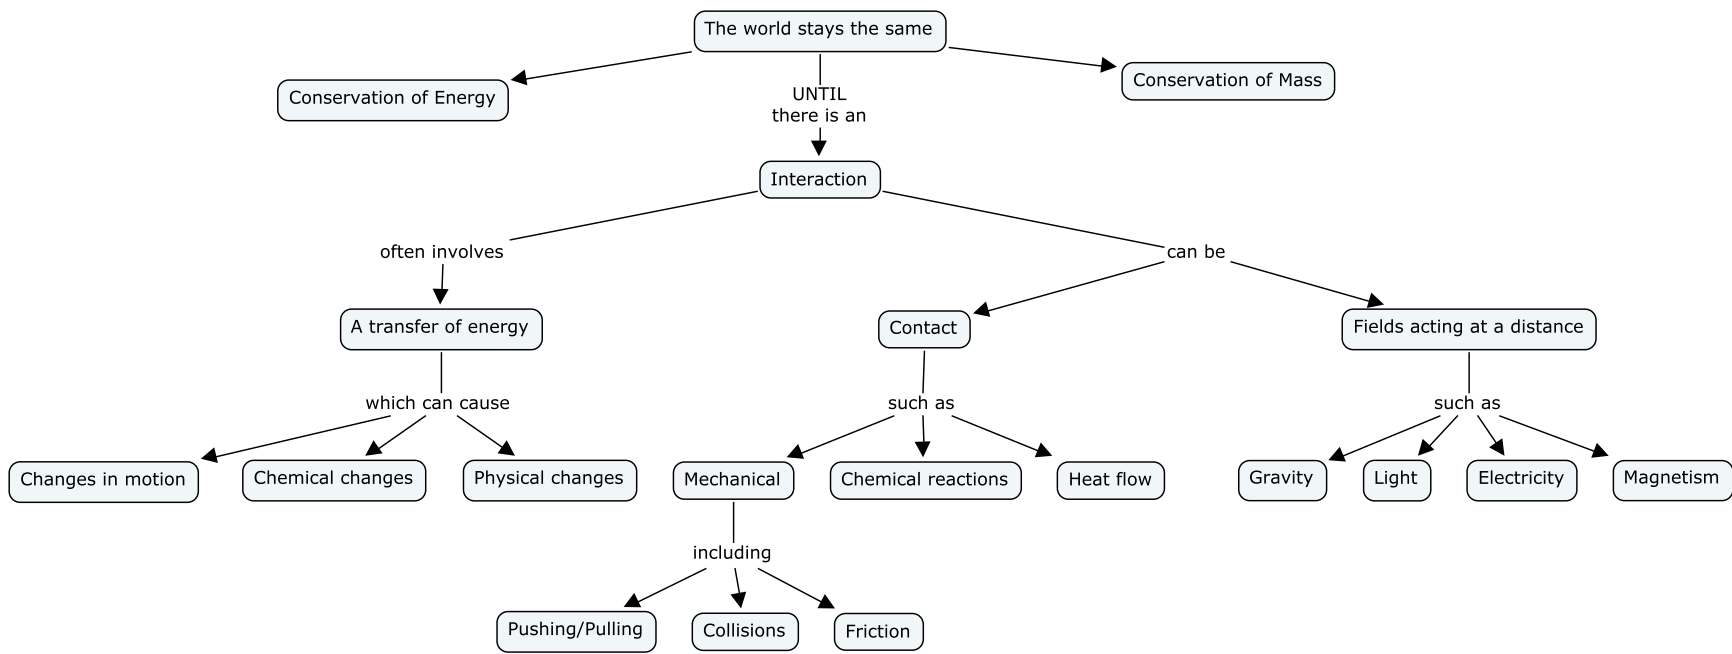 The world stays the same
Conservation of Energy
Conservation of Mass
UNTIL
there is an
Interaction
often involves
can be
A transfer of energy
Contact
Fields acting at a distance
which can cause
such as
such as
Changes in motion
Chemical changes
Physical changes
Mechanical
Chemical reactions
Heat flow
Gravity
Light
Electricity
Magnetism
including
Pushing/Pulling
Collisions
Friction